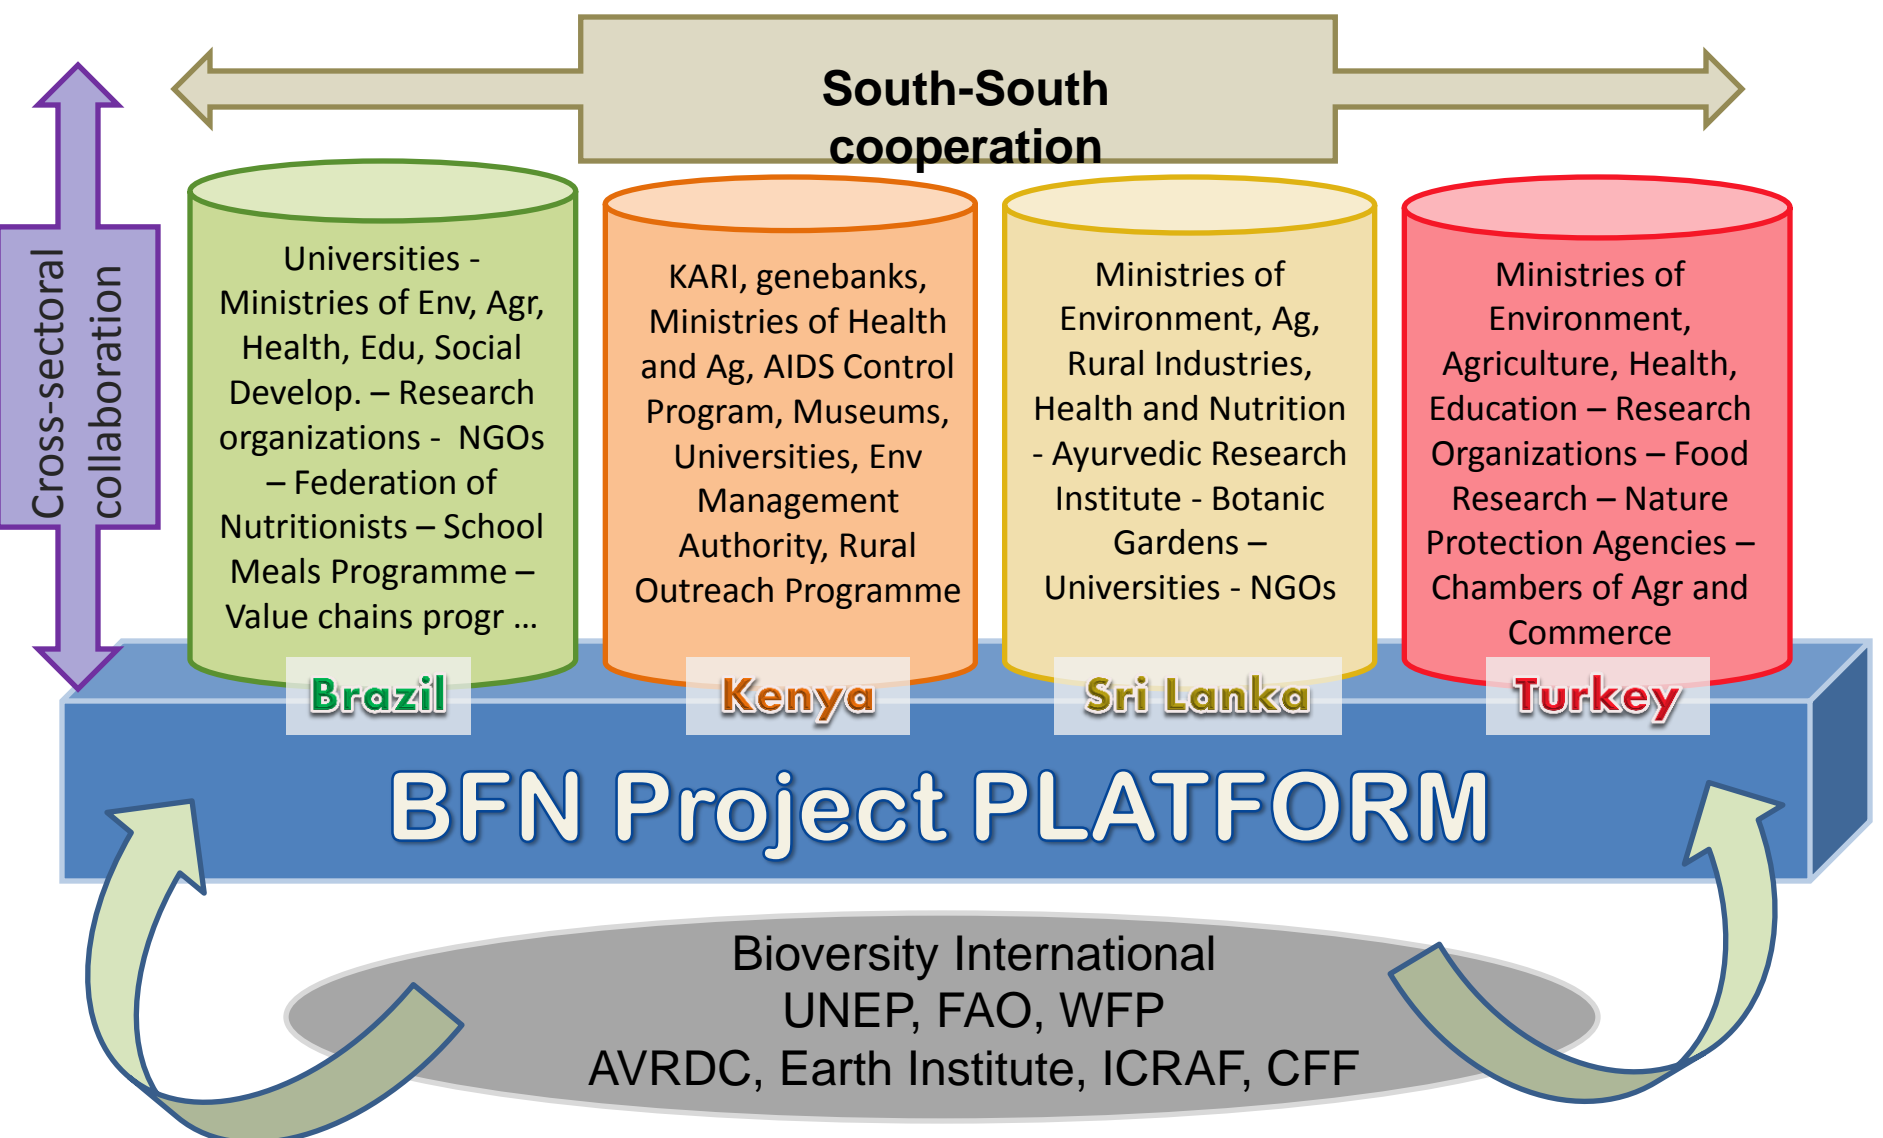 South-South
cooperation
Cross-sectoral
collaboration
Universities -
Ministries of Env, Agr,
Health, Edu, Social
Develop. – Research
organizations -  NGOs
– Federation of
Nutritionists – School
Meals Programme –
Value chains progr ...
KARI, genebanks,
Ministries of Health
and Ag, AIDS Control
Program, Museums,
Universities, Env
Management
Authority, Rural
Outreach Programme
Ministries of
Environment, Ag,
Rural Industries,
Health and Nutrition
- Ayurvedic Research
Institute - Botanic
Gardens –
Universities - NGOs
Ministries of
Environment,
Agriculture, Health,
Education – Research
Organizations – Food
Research – Nature
Protection Agencies –
Chambers of Agr and
Commerce
Brazil
Kenya
Sri Lanka
Turkey
BFN Project PLATFORM
Bioversity International
UNEP, FAO, WFP
AVRDC, Earth Institute, ICRAF, CFF